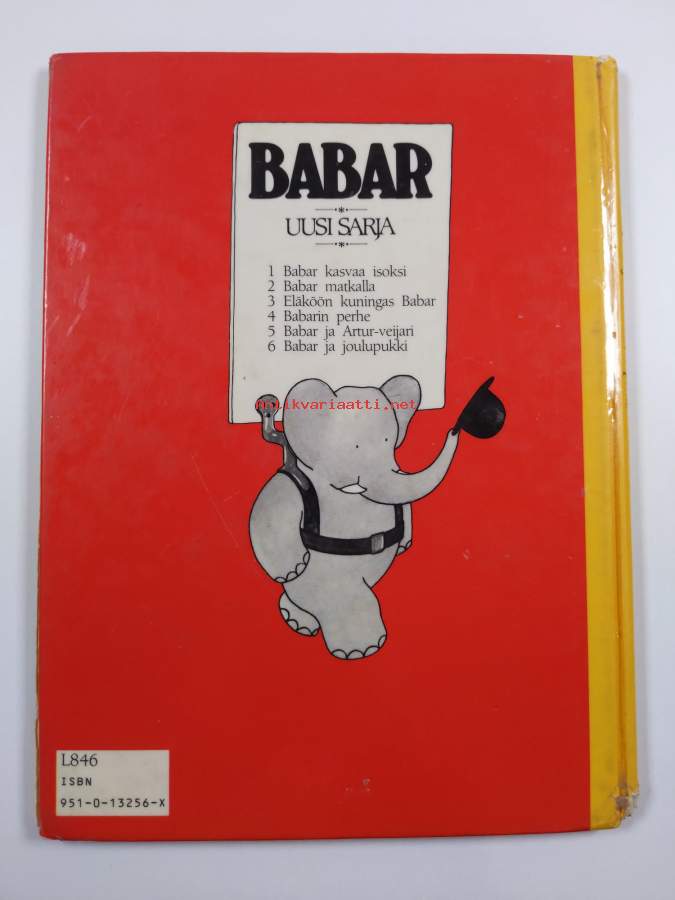 BABAR
UUSI SARJA
1 Babar kasvaa isoksi
2 Babar matkalla
3 Eläköön kuningas Babar
4 Babarin perhe
5 Babar ja Artur-veijari
6 Babar ja joulupukki
antikvariaatti.net
L846
ISBN
951-0-13256-X